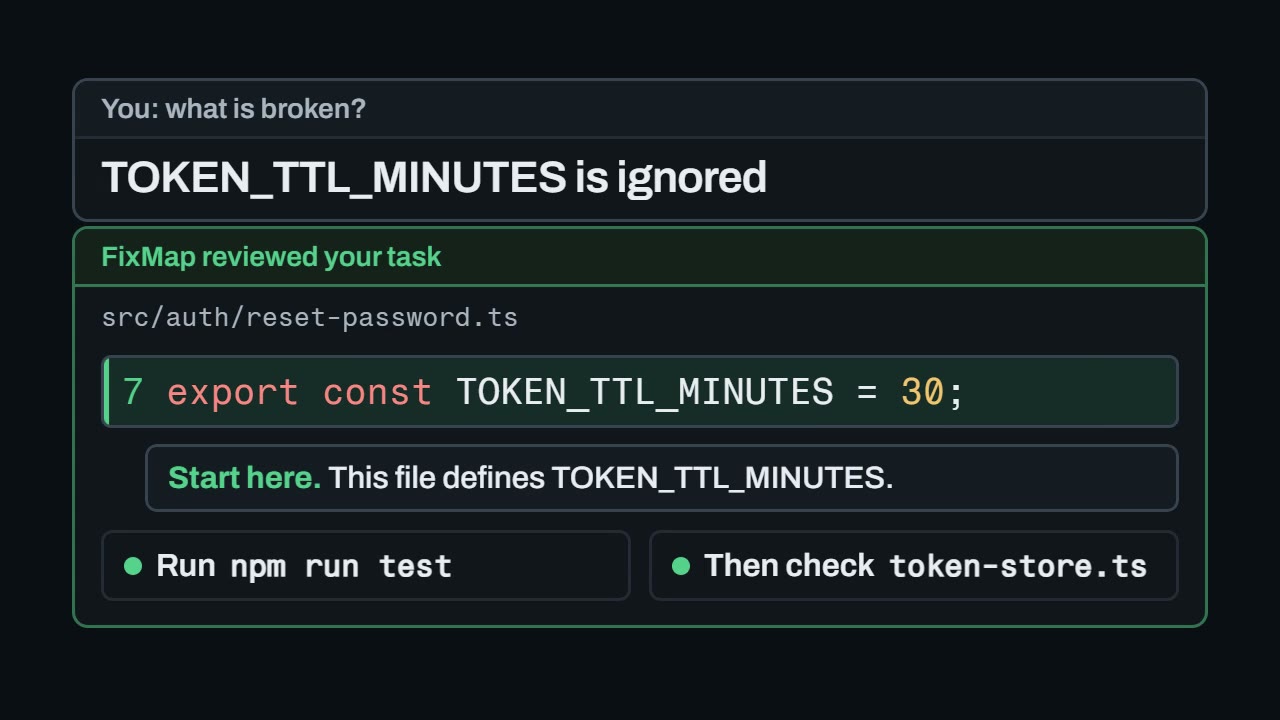 You: what is broken?
TOKEN_TTL_MINUTES is ignored
FixMap reviewed your task
src/auth/reset-password.ts
7 export const TOKEN_TTL_MINUTES = 30;
Start here. This file defines TOKEN_TTL_MINUTES.
Run npm run test
Then check token-store.ts